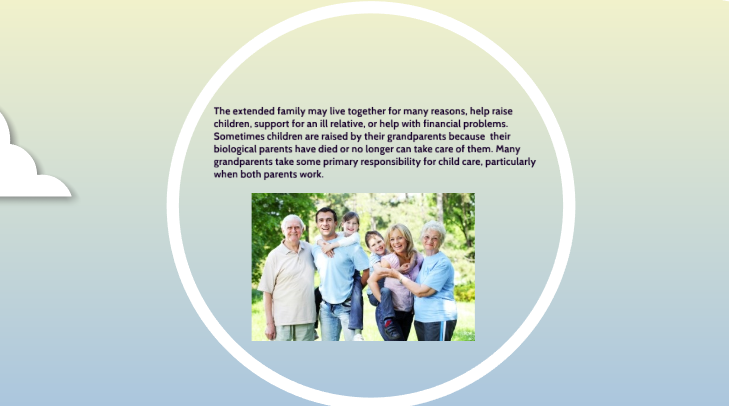 The extended family may live together for many reasons, help raise
children, support for an ill relative, or help with financial problems.
Sometimes children are raised by their grandparents because  their
biological parents have died or no longer can take care of them. Many
grandparents take some primary responsibility for child care, particularly
when both parents work.